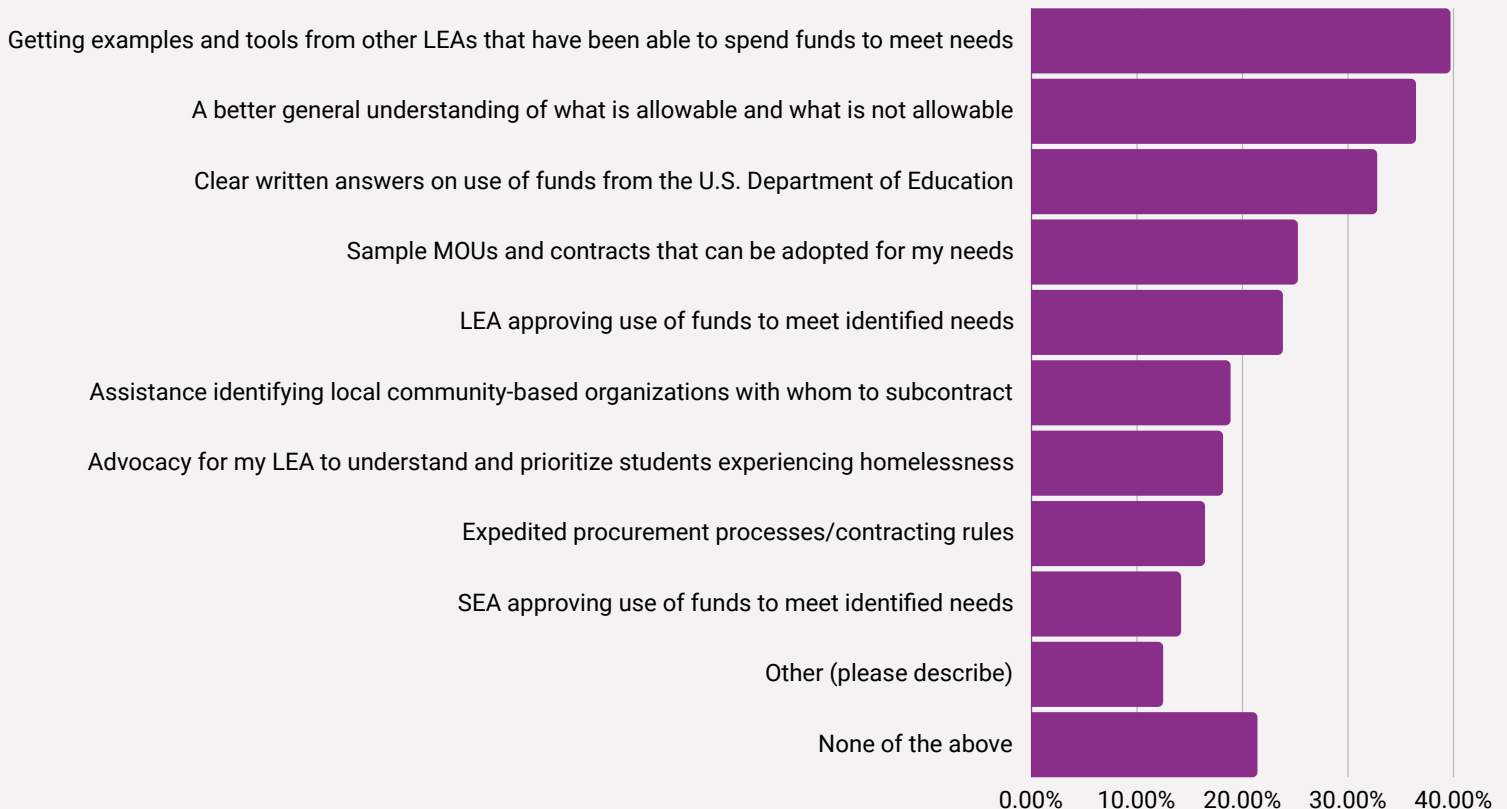 Getting examples and tools from other LEAs that have been able to spend funds to meet needs
A better general understanding of what is allowable and what is not allowable
Clear written answers on use of funds from the U.S. Department of Education
Sample MOUs and contracts that can be adopted for my needs
LEA approving use of funds to meet identified needs
Assistance identifying local community-based organizations with whom to subcontract
Advocacy for my LEA to understand and prioritize students experiencing homelessness
Expedited procurement processes/contracting rules
SEA approving use of funds to meet identified needs
Other (please describe)
None of the above
0.00% 10.00% 20.00% 30.00% 40.00%